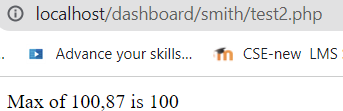 localhost/dashboard/smith/test2.php
. Advance your skills... CSE-new LMS
Max of 100,87 is 100